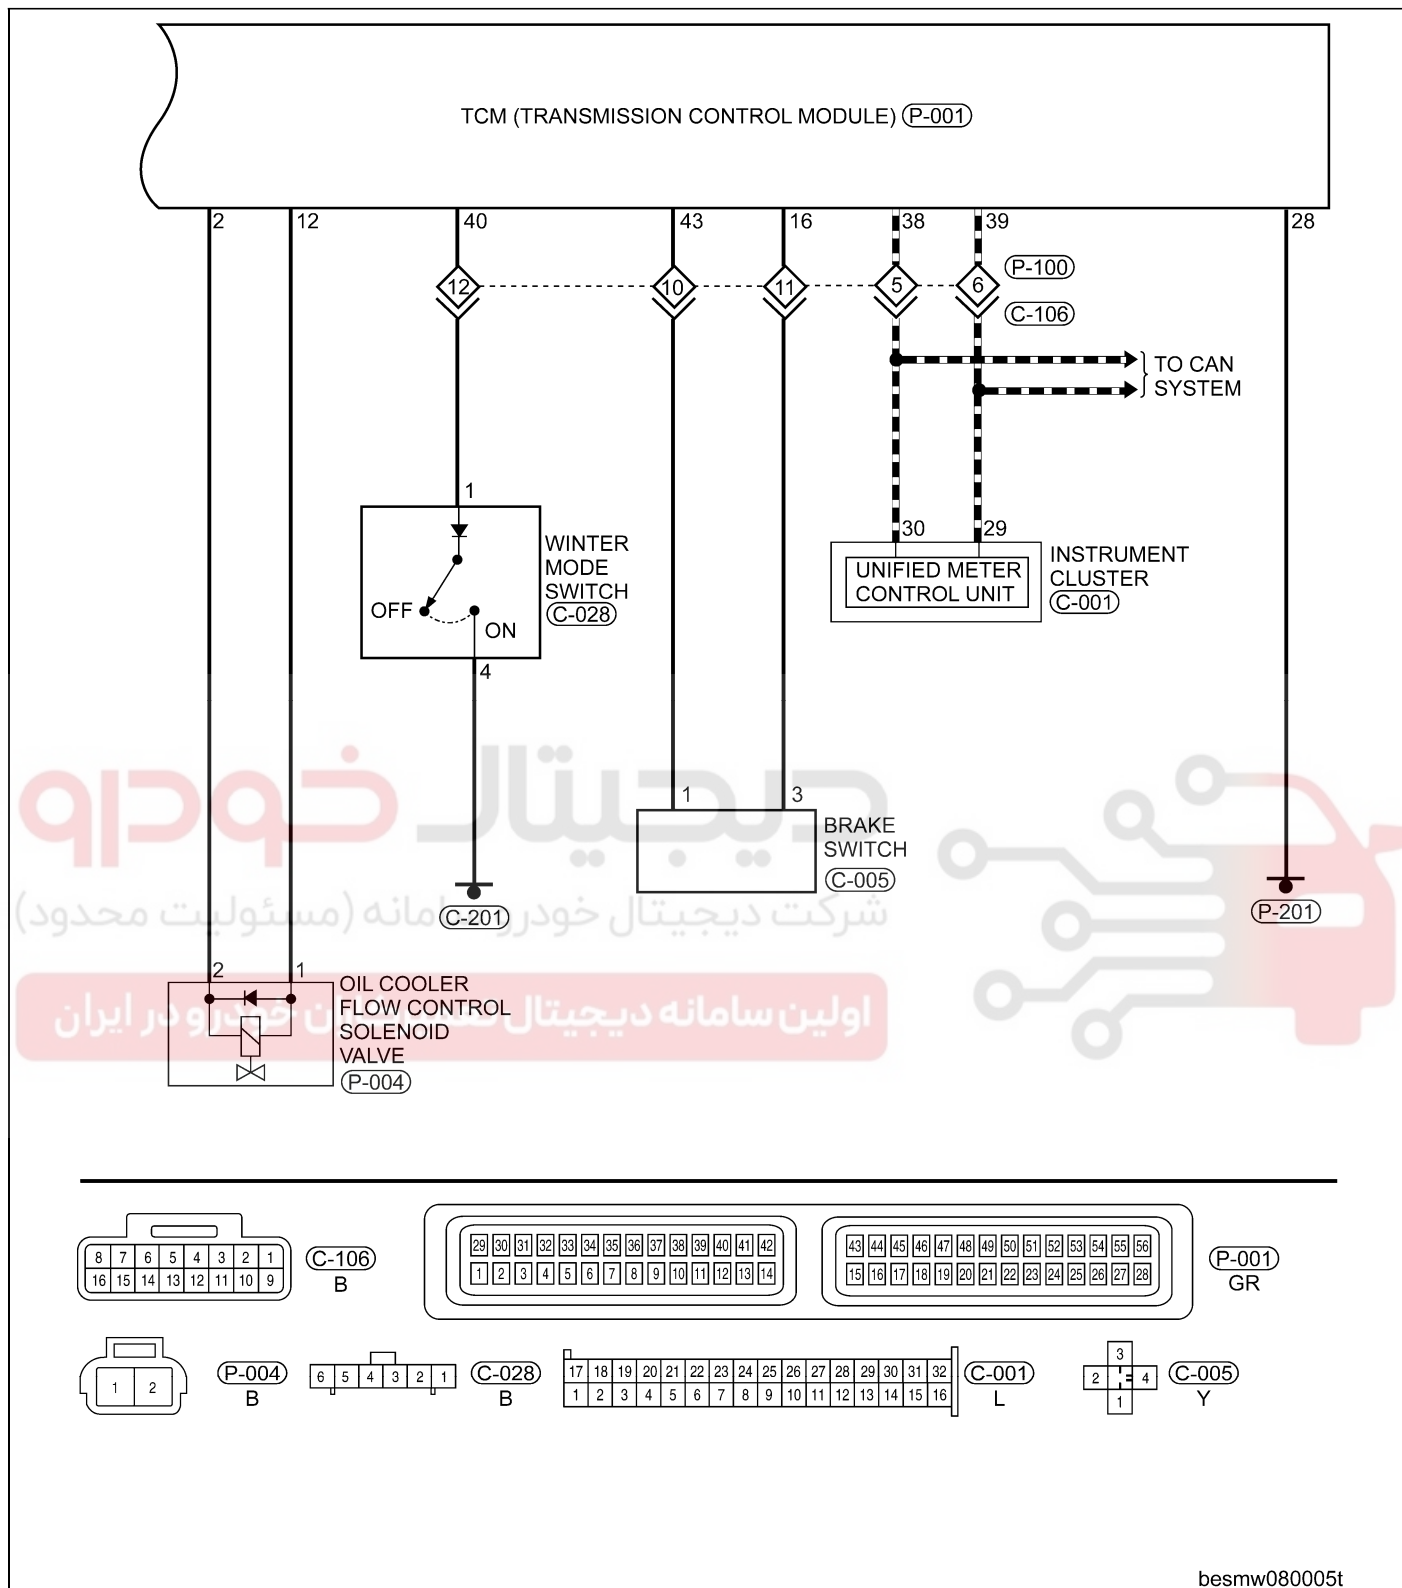 TCM (TRANSMISSION CONTROL MODULE) P-001
2 12 40 43 16 38 39 28
12 10 11 5 6
P-100
C-106
TO CAN
SYSTEM
1
30 29
WINTER
MODE
SWITCH
C-028
OFF
ON
4
UNIFIED METER
CONTROL UNIT
INSTRUMENT
CLUSTER
C-001
دیجیتال خودرو
1 3
BRAKE
SWITCH
C-005
شرکت دیجیتال خودرو سامانه (مسئولیت محدود)
C-201
P-201
2 1
OIL COOLER
FLOW CONTROL
SOLENOID
VALVE
P-004
اولین سامانه دیجیتال تعمیرکاران خودرو در ایران
8 7 6 5 4 3 2 1
16 15 14 13 12 11 10 9
C-106
B
29 30 31 32 33 34 35 36 37 38 39 40 41 42
1 2 3 4 5 6 7 8 9 10 11 12 13 14
43 44 45 46 47 48 49 50 51 52 53 54 55 56
15 16 17 18 19 20 21 22 23 24 25 26 27 28
P-001
GR
1 2
P-004
B
6 5 4 3 2 1
C-028
B
17 18 19 20 21 22 23 24 25 26 27 28 29 30 31 32
1 2 3 4 5 6 7 8 9 10 11 12 13 14 15 16
C-001
L
3
2 4
1
C-005
Y
besmw080005t